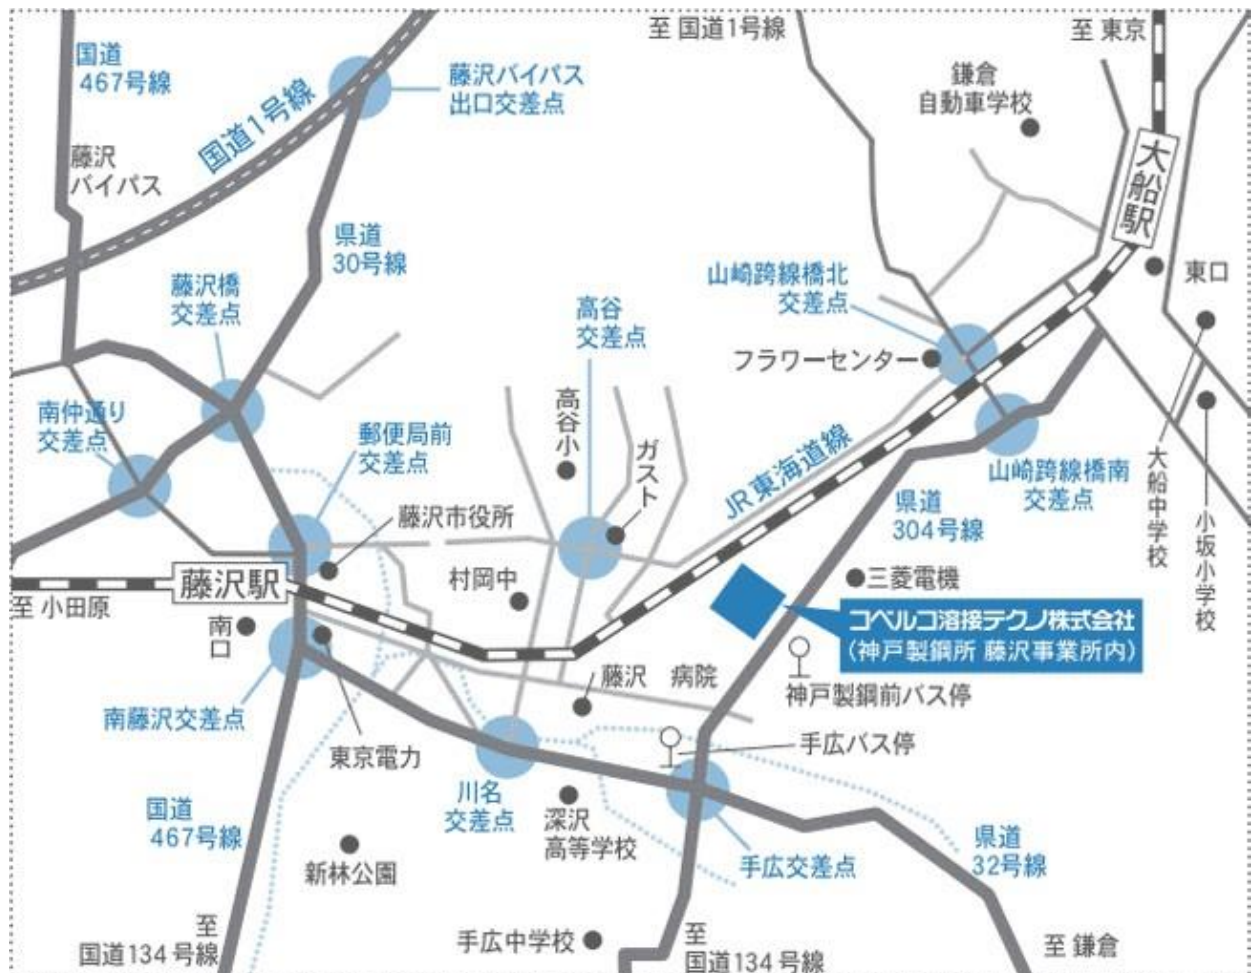 国道
467号線
藤沢
バイパス
国道1号線
藤沢バイパス
出口交差点
至 国道1号線
至 東京
鎌倉
自動車学校
大船駅
東口
県道
30号線
藤沢橋
交差点
高谷
交差点
山崎跨線橋北
交差点
フラワーセンター
南仲通り
交差点
郵便局前
交差点
高谷小
ガスト
JR東海道線
山崎跨線橋南
交差点
県道
304号線
大船中学校
小坂小学校
藤沢市役所
村岡中
三菱電機
藤沢駅
至 小田原
南口
コベルコ溶接テクノ株式会社
(神戸製鋼所 藤沢事業所内)
神戸製鋼前バス停
藤沢 病院
手広バス停
南藤沢交差点
東京電力
川名
交差点
深沢
高等学校
国道
467号線
新林公園
手広交差点
県道
32号線
至
国道134号線
手広中学校
至
国道134号線
至 鎌倉